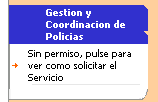 Gestion y
Coordinacion de
Policias
Sin permiso, pulse para
ver como solicitar el
Servicio